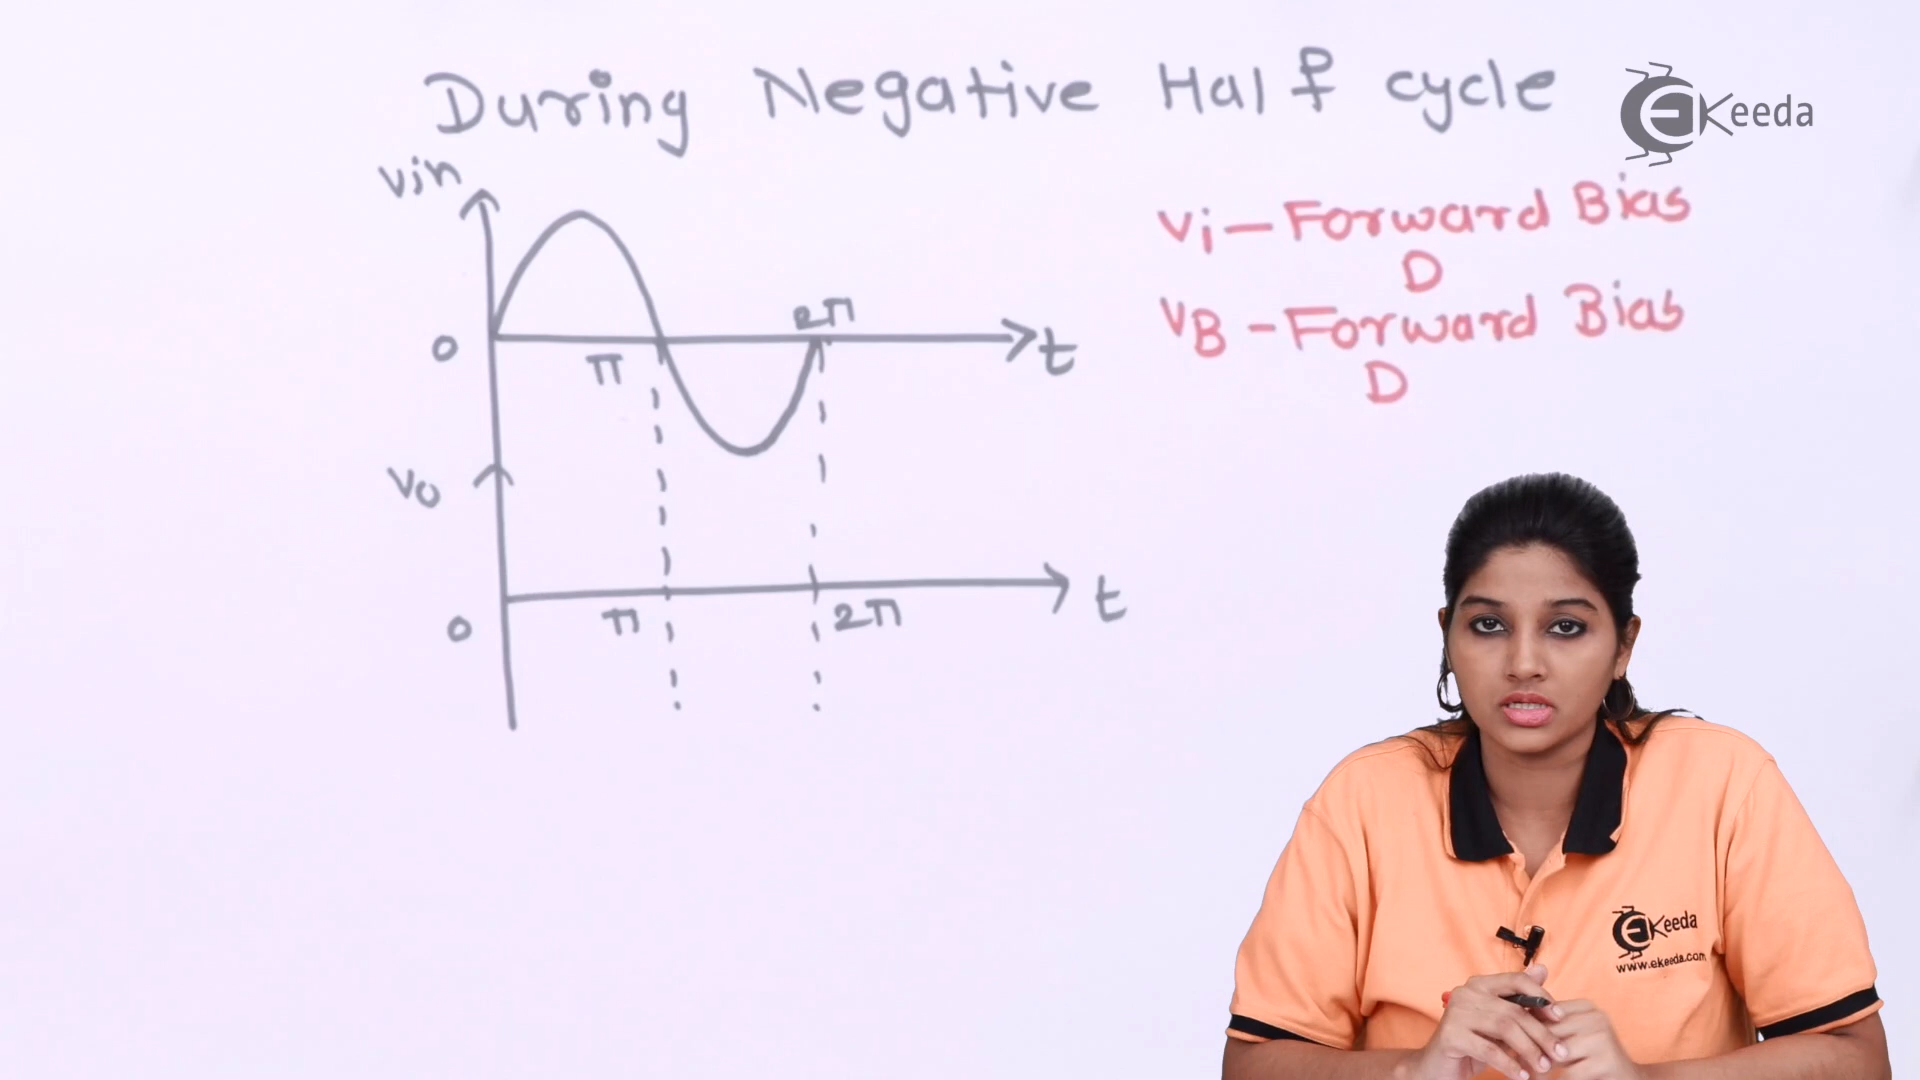 During Negative Half cycle
EKeeda
Vin
Vi - Forward Bias
D
2π
0
π
t
VB - Forward Bias
D
Vo
0
π
2π
t
EKeeda
www.ekeeda.com